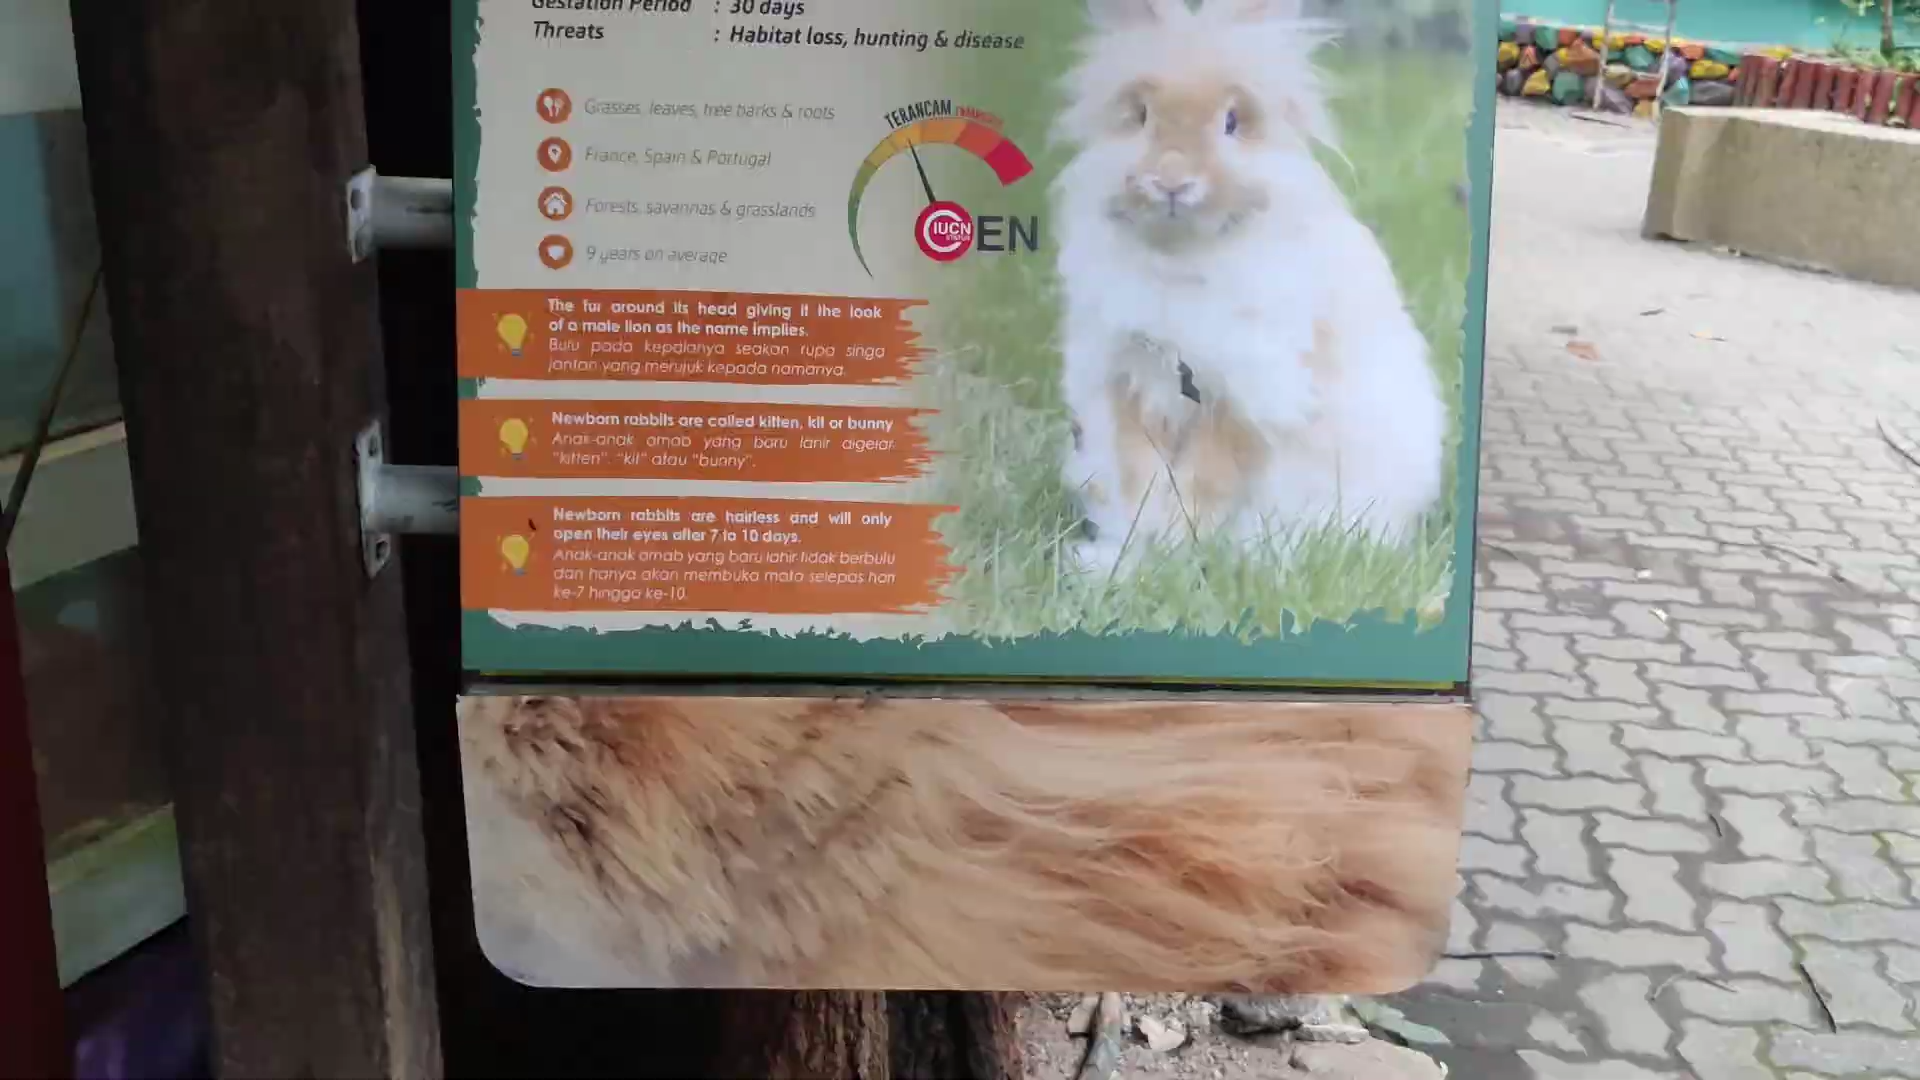 Gestation Period : 30 days
Threats : Habitat loss, hunting & disease
Grasses, leaves, tree barks & roots
France, Spain & Portugal
Forests, savannas & grasslands
9 years on average
TERANCAM
IUCN
EN
The fur around its head giving it the look
of a male lion as the name implies.
Bulu pada kepalanya seakan rupa singa
jantan yang merujuk kepada namanya.
Newborn rabbits are called kitten, kit or bunny
Anak-anak arnab yang baru lahir digelar
"kitten", "kit" atau "bunny".
Newborn rabbits are hairless and will only
open their eyes after 7 to 10 days.
Anak-anak arnab yang baru lahir tidak berbulu
dan hanya akan membuka mata selepas hari
ke-7 hingga ke-10.